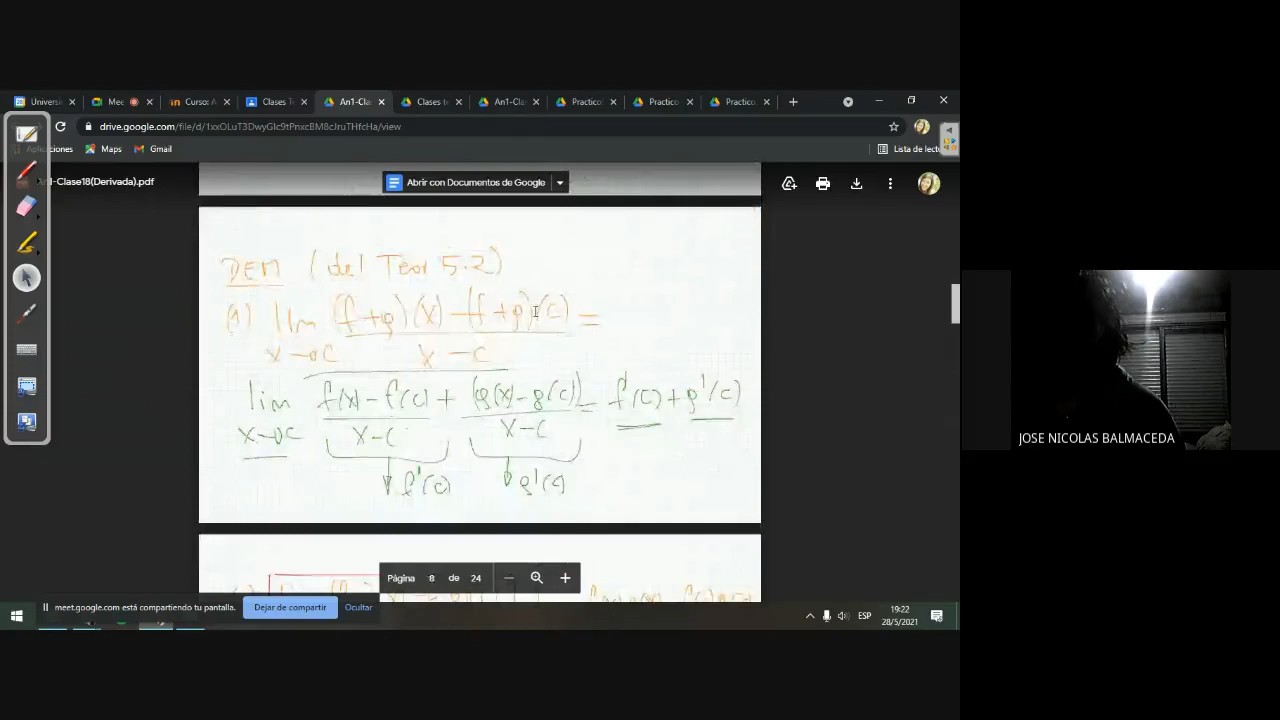 Universi
Mee
Curso: A
Clases T
An1-Cla
Clases te
An1-Cla
Practico
Practico
Practico
drive.google.com/file/d/1xxOLuT3DwyGlc9tPnxcBM8cJruTHfcHa/view
Aplicaciones
Maps
Gmail
Lista de lectu
An1-Clase18(Derivada).pdf
Abrir con Documentos de Google
DEM (del Teor 5.2)
(1) lim (f+g)(x) - (f+g)(c) =
x→c x-c
lim f(x)-f(c) + (g(x)-g(c)) = f'(c)+g'(c)
x→c x-c x-c
f'(c) g'(c)
Página 8 de 24
meet.google.com está compartiendo tu pantalla.
Dejar de compartir
Ocultar
ESP
19:22
28/5/2021
JOSE NICOLAS BALMACEDA